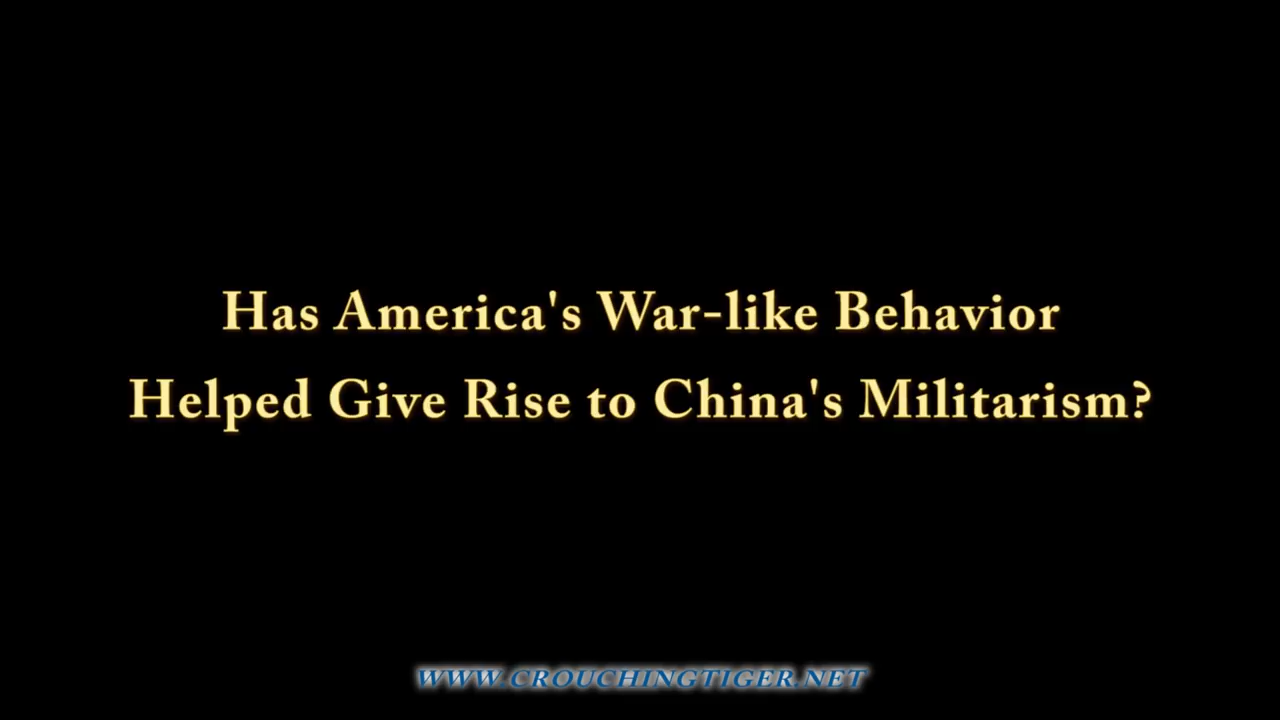 Has America's War-like Behavior
Helped Give Rise to China's Militarism?
WWW.CROUCHINGTIGER.NET